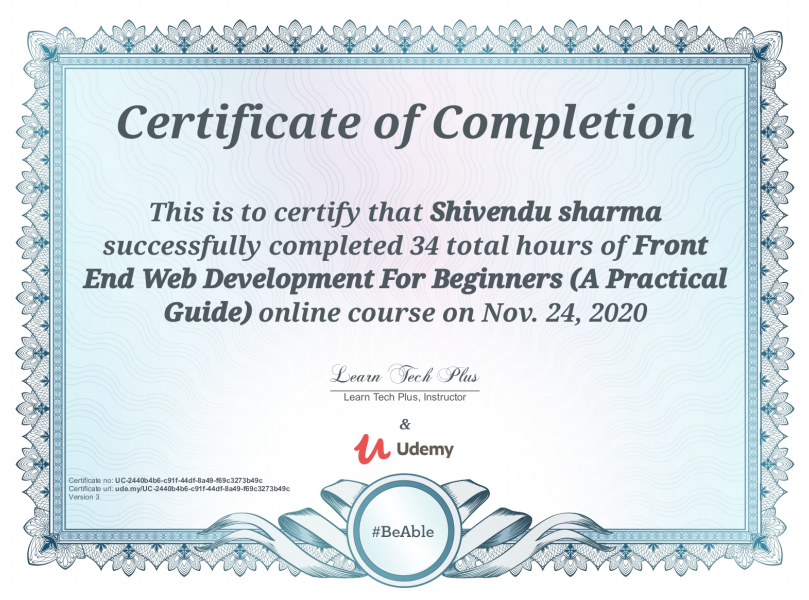 Certificate of Completion
This is to certify that Shivendu sharma
successfully completed 34 total hours of Front
End Web Development For Beginners (A Practical
Guide) online course on Nov. 24, 2020
Learn Tech Plus
Learn Tech Plus, Instructor
&
Udemy
Certificate no: UC-2440b4b6-c91f-44df-8a49-f69c3273b49c
Certificate url: ude.my/UC-2440b4b6-c91f-44df-8a49-f69c3273b49c
Version 3
#BeAble